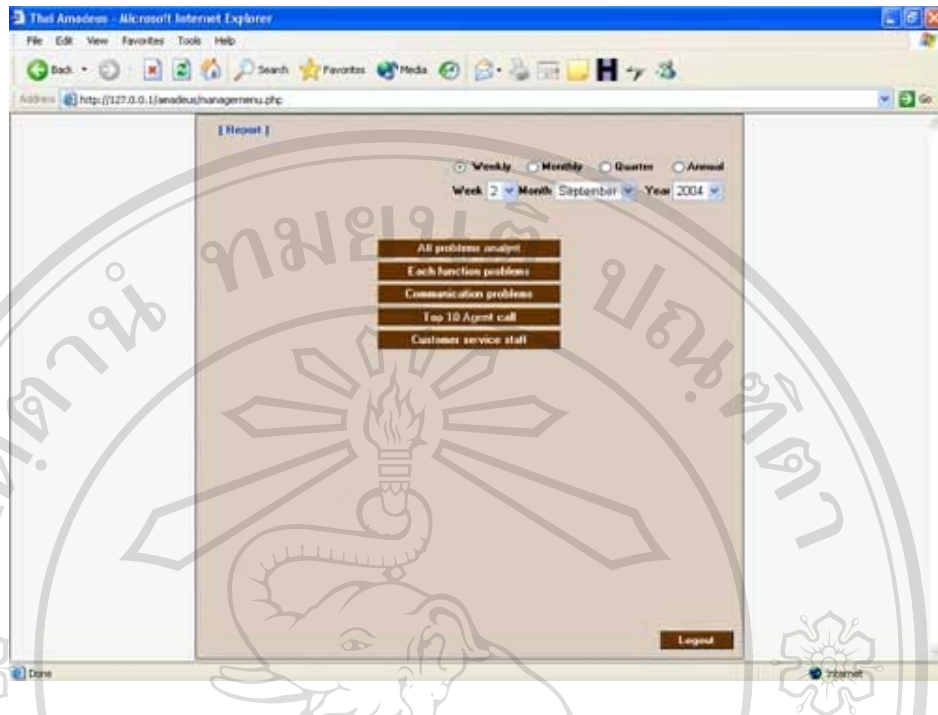 Thai Amadeus - Microsoft Internet Explorer
File Edit View Favorites Tools Help
Back Search Favorites Media
Address http://127.0.0.1/amadeus/managermenu.php Go
[ Report ]
Weekly Monthly Quarter Annual
Week 2 Month September Year 2004
All problems analyst
Each function problems
Communication problems
Top 10 Agent call
Customer service staff
Logout
Done Internet